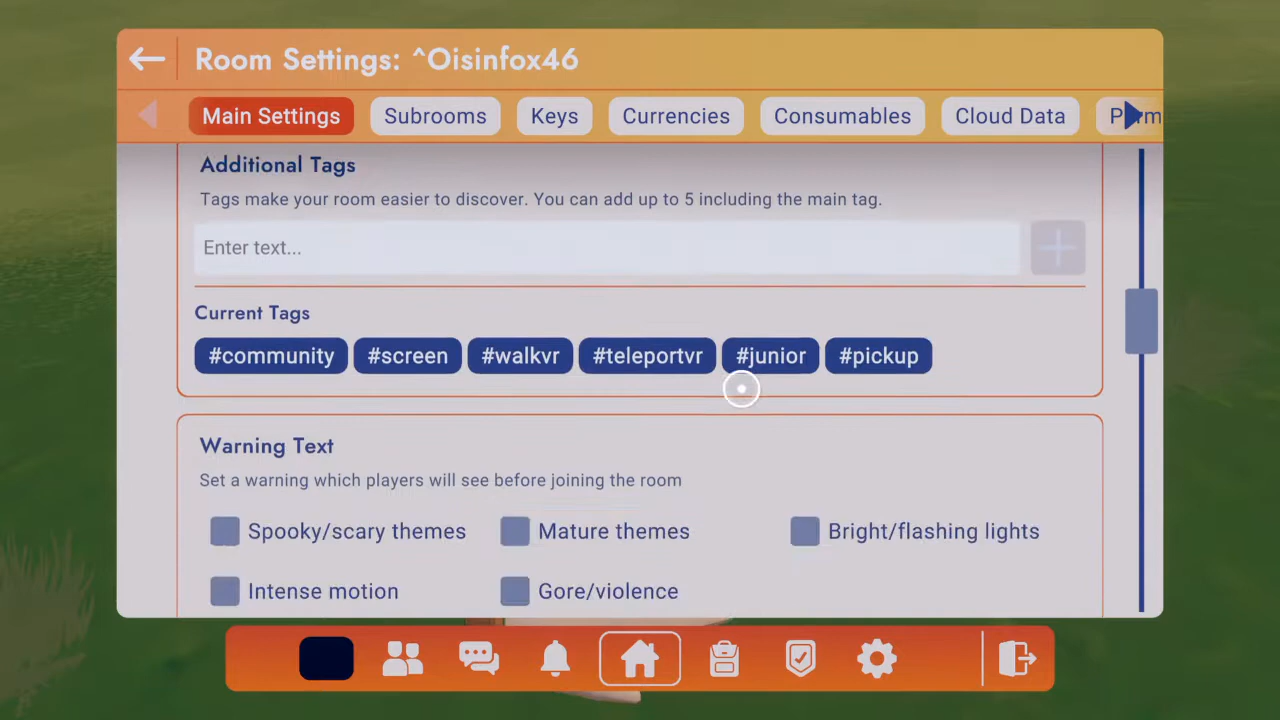 Room Settings: ^Oisinfox46
Main Settings Subrooms Keys Currencies Consumables Cloud Data
Additional Tags
Tags make your room easier to discover. You can add up to 5 including the main tag.
Enter text...
Current Tags
#community #screen #walkvr #teleportvr #junior #pickup
Warning Text
Set a warning which players will see before joining the room
Spooky/scary themes Mature themes Bright/flashing lights
Intense motion Gore/violence